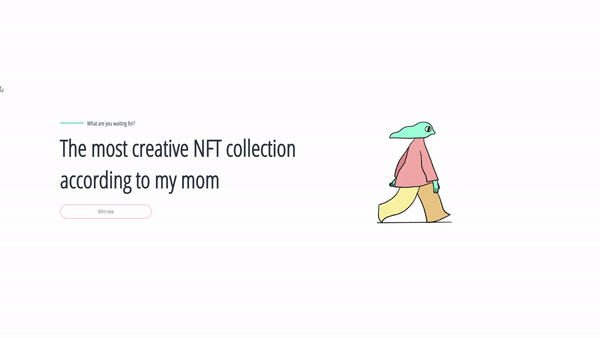 What are you waiting for?
The most creative NFT collection
according to my mom
Mint now